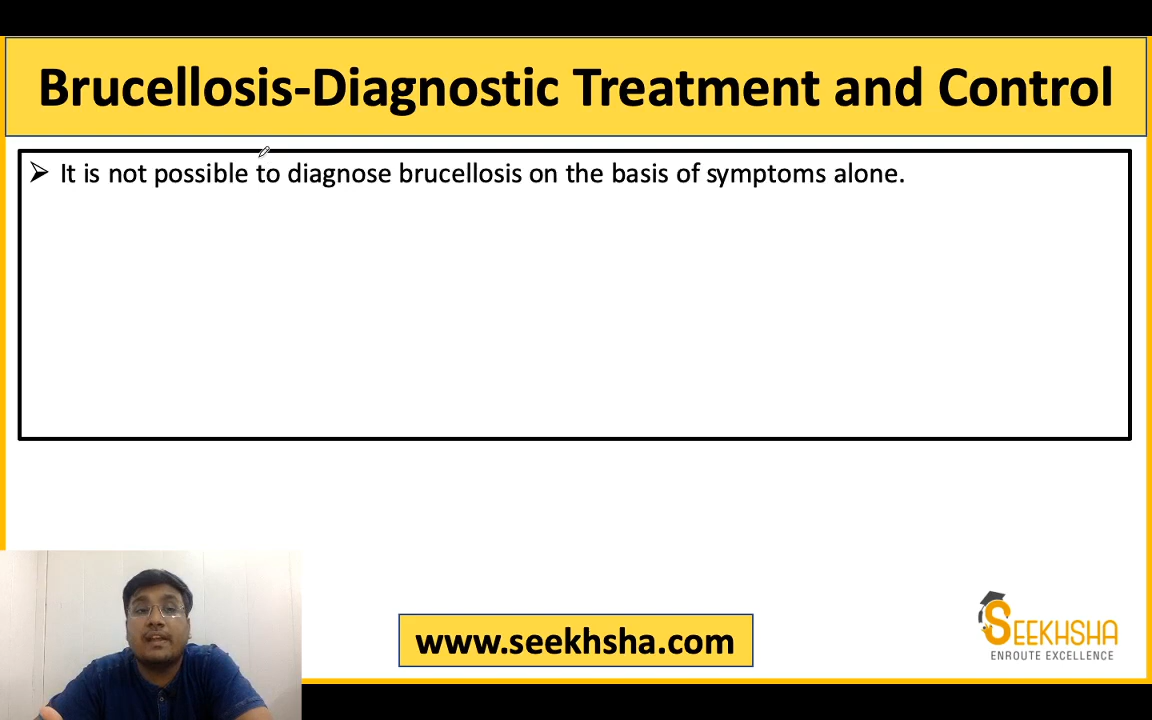 Brucellosis-Diagnostic Treatment and Control
➢ It is not possible to diagnose brucellosis on the basis of symptoms alone.
www.seekhsha.com
SEEKHSHA
ENROUTE EXCELLENCE